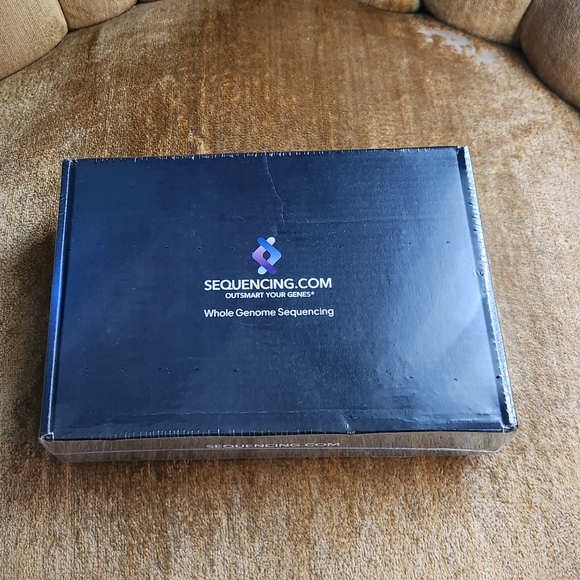 SEQUENCING.COM
OUTSMART YOUR GENES®
Whole Genome Sequencing
SEQUENCING.COM